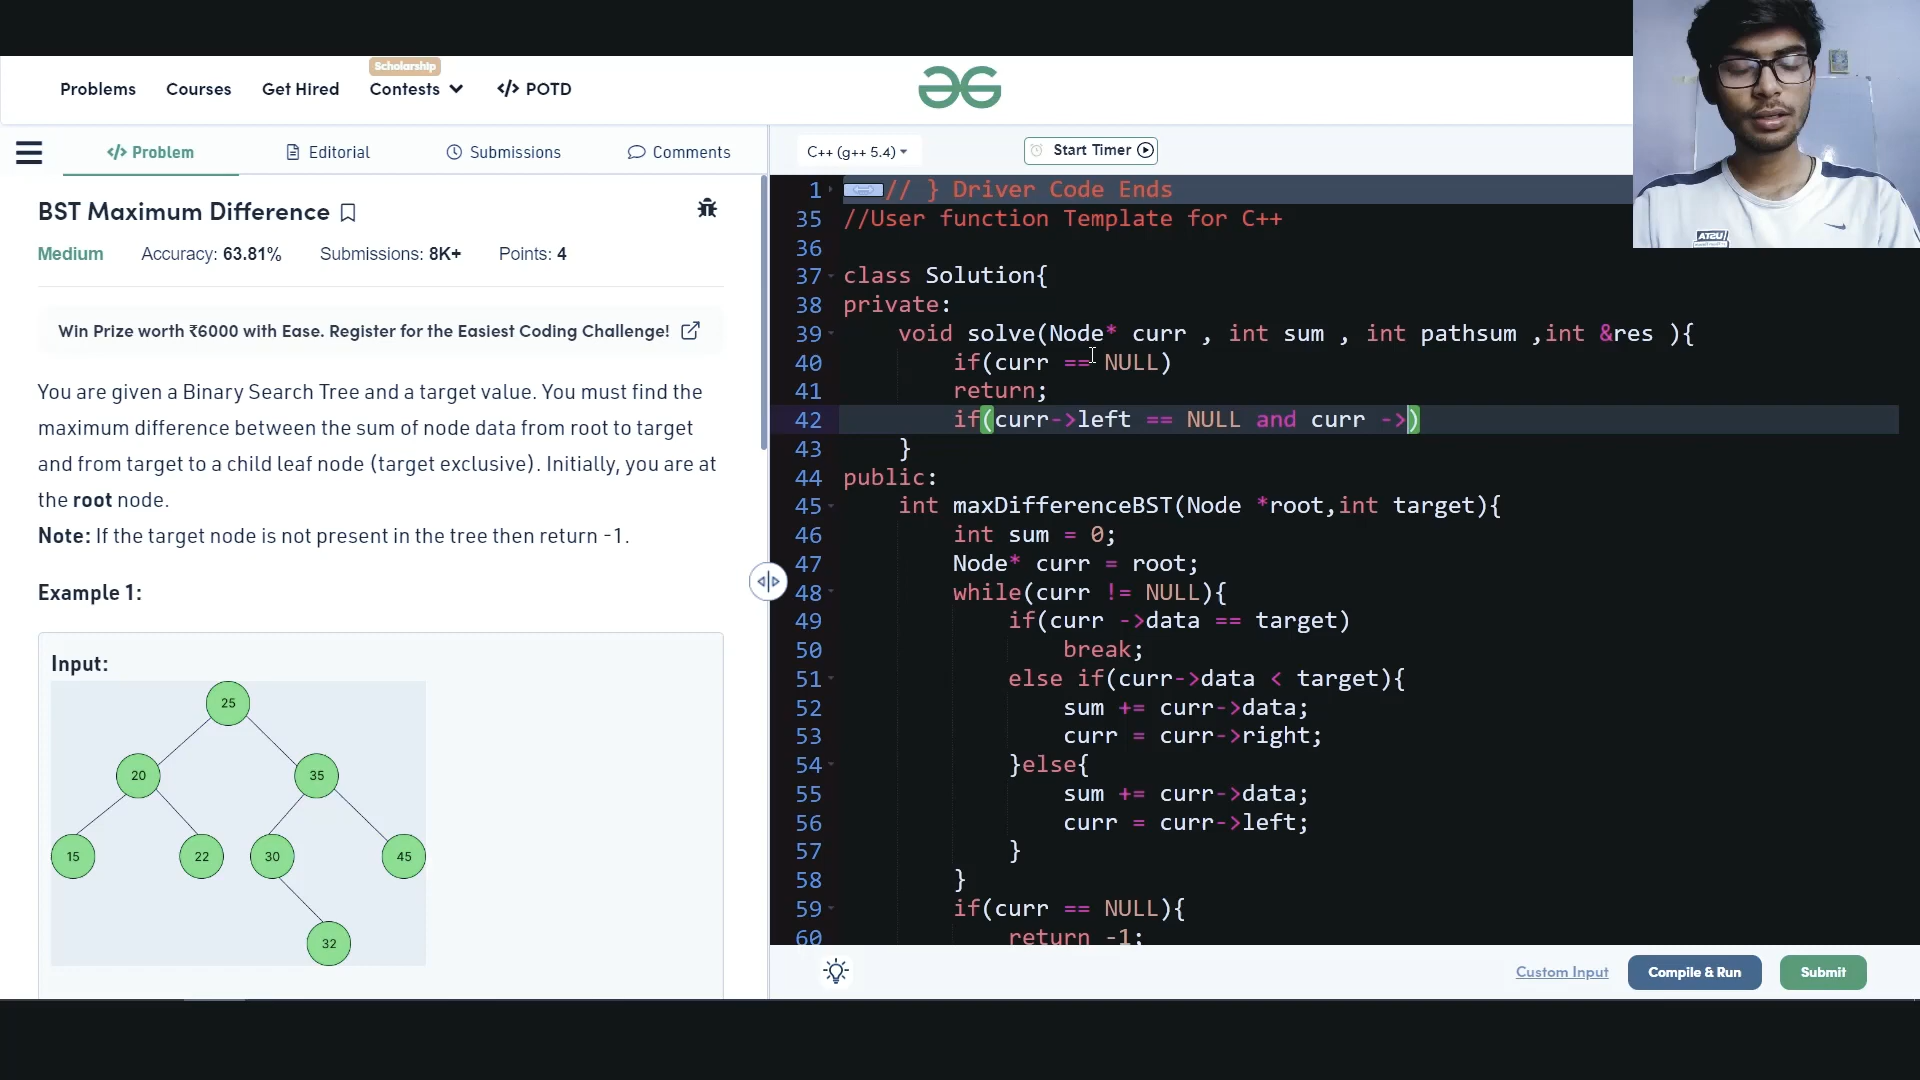 Scholarship
Problems Courses Get Hired Contests </> POTD
</> Problem Editorial Submissions Comments
C++ (g++ 5.4) Start Timer
BST Maximum Difference
Medium Accuracy: 63.81% Submissions: 8K+ Points: 4
Win Prize worth ₹6000 with Ease. Register for the Easiest Coding Challenge!
You are given a Binary Search Tree and a target value. You must find the
maximum difference between the sum of node data from root to target
and from target to a child leaf node (target exclusive). Initially, you are at
the root node.
Note: If the target node is not present in the tree then return -1.
Example 1:
Input:
25
20 35
15 22 30 45
32
1 // } Driver Code Ends
35 //User function Template for C++
36
37 class Solution{
38 private:
39 void solve(Node* curr , int sum , int pathsum ,int &res ){
40 if(curr == NULL)
41 return;
42 if(curr->left == NULL and curr ->)
43 }
44 public:
45 int maxDifferenceBST(Node *root,int target){
46 int sum = 0;
47 Node* curr = root;
48 while(curr != NULL){
49 if(curr ->data == target)
50 break;
51 else if(curr->data < target){
52 sum += curr->data;
53 curr = curr->right;
54 }else{
55 sum += curr->data;
56 curr = curr->left;
57 }
58 }
59 if(curr == NULL){
60 return -1;
Custom Input Compile & Run Submit